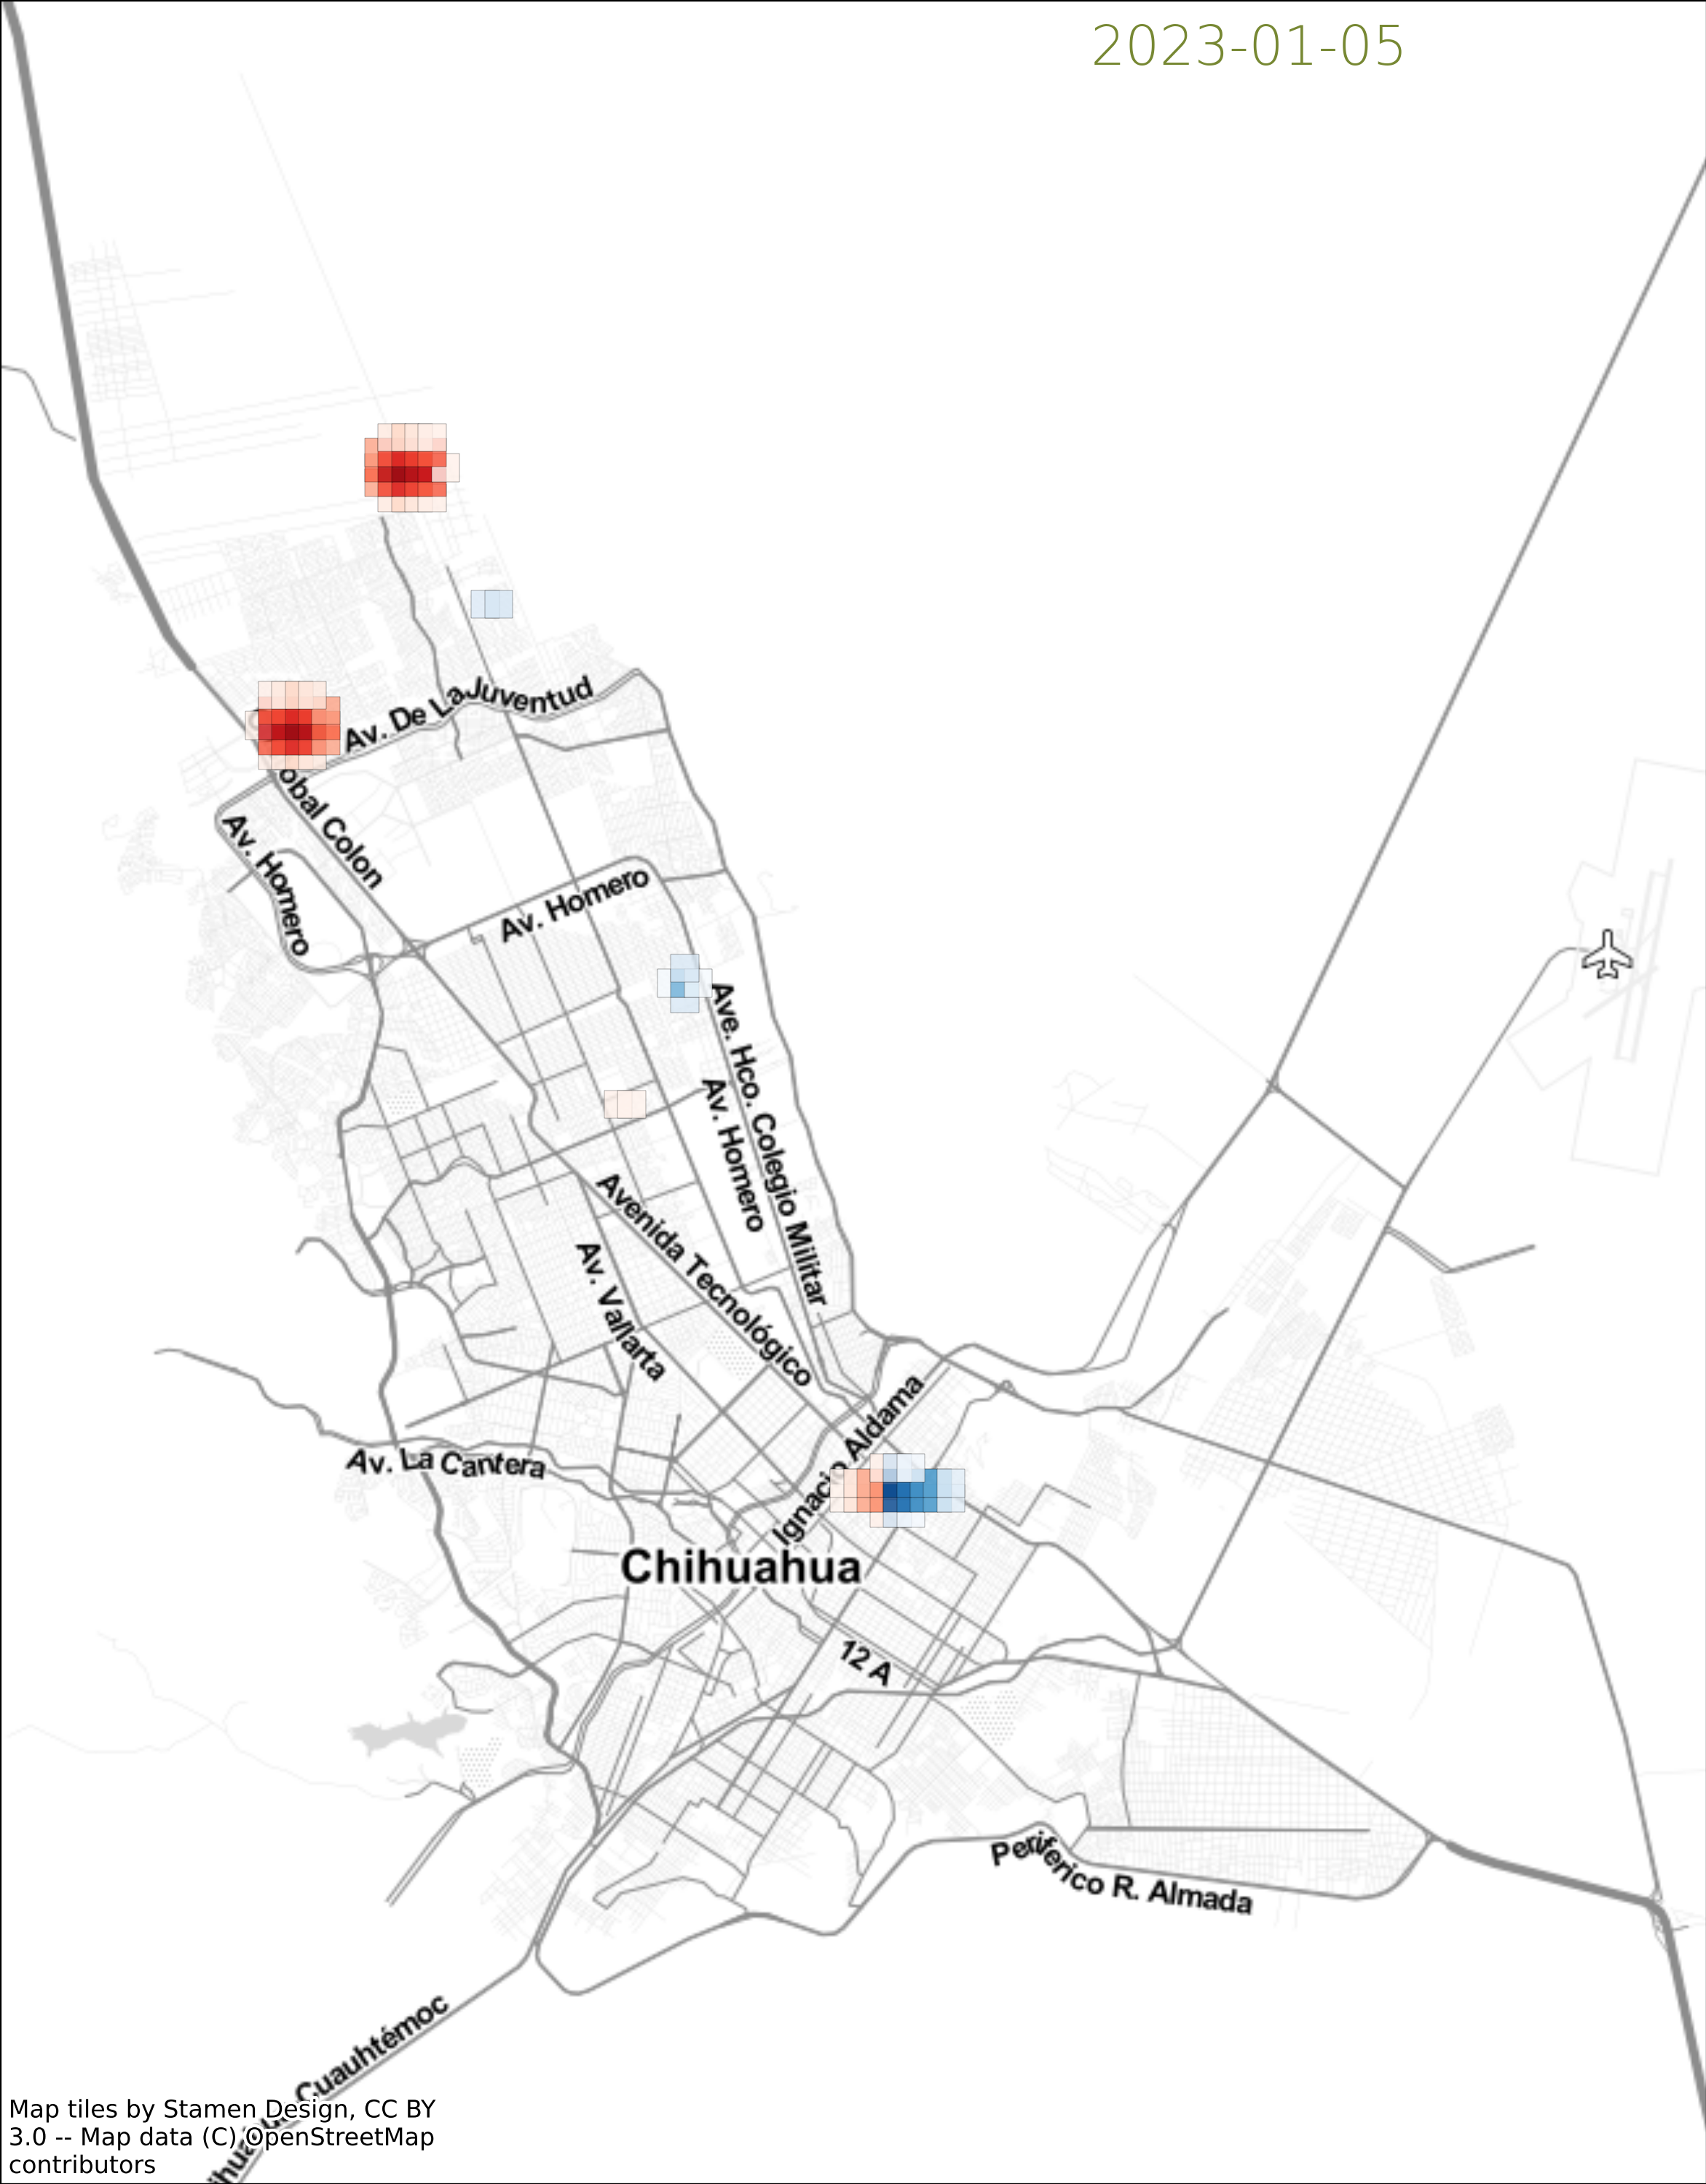 2023-01-05
Av. De La Juventud
obal Colon
Av. Homero
Av. Homero
Ave. Hco. Colegio Militar
Av. Homero
Avenida Tecnológico
Av. Vallarta
Ignacio Aldama
Av. La Cantera
Chihuahua
12 A
Periferico R. Almada
Cuauhtémoc
Map tiles by Stamen Design, CC BY
3.0 -- Map data (C) OpenStreetMap
contributors